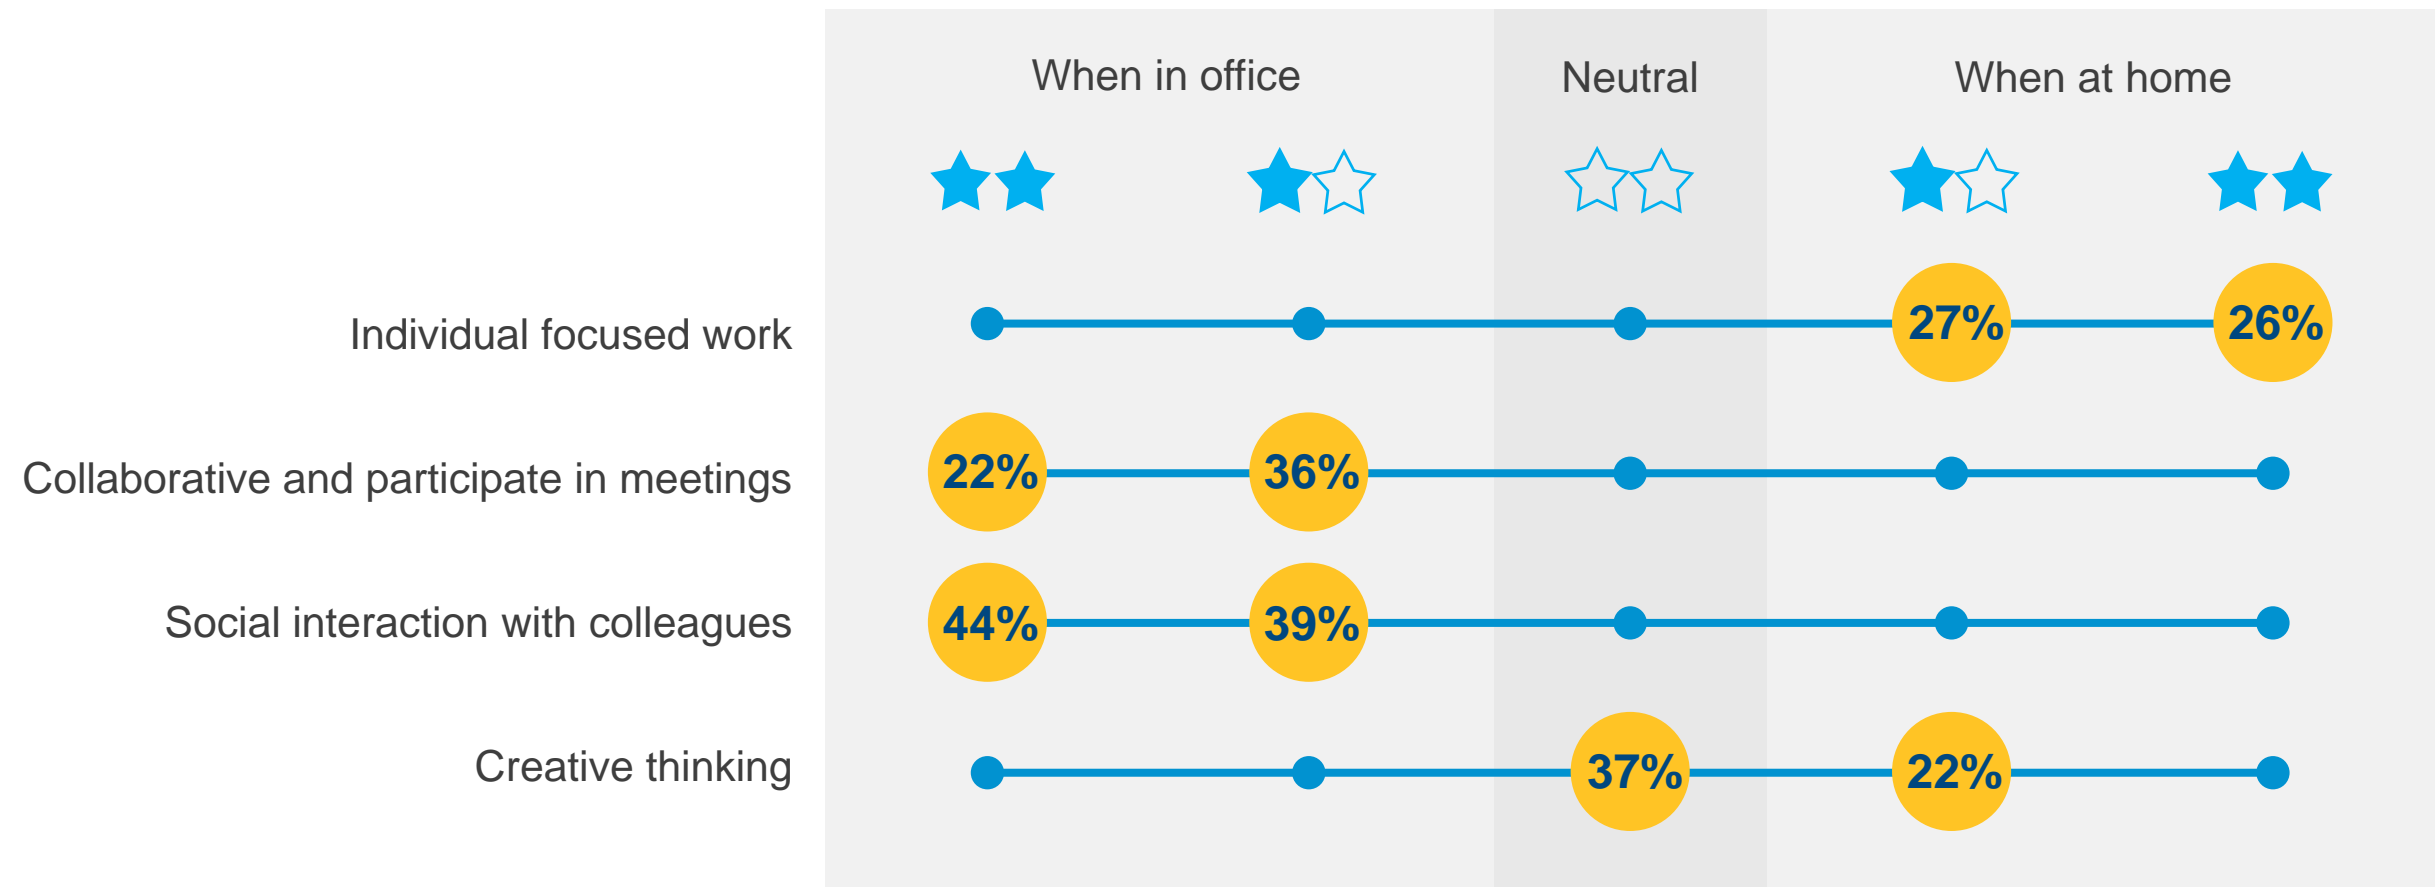 When in office
Neutral
When at home
Individual focused work
27%
26%
Collaborative and participate in meetings
22%
36%
Social interaction with colleagues
44%
39%
Creative thinking
37%
22%